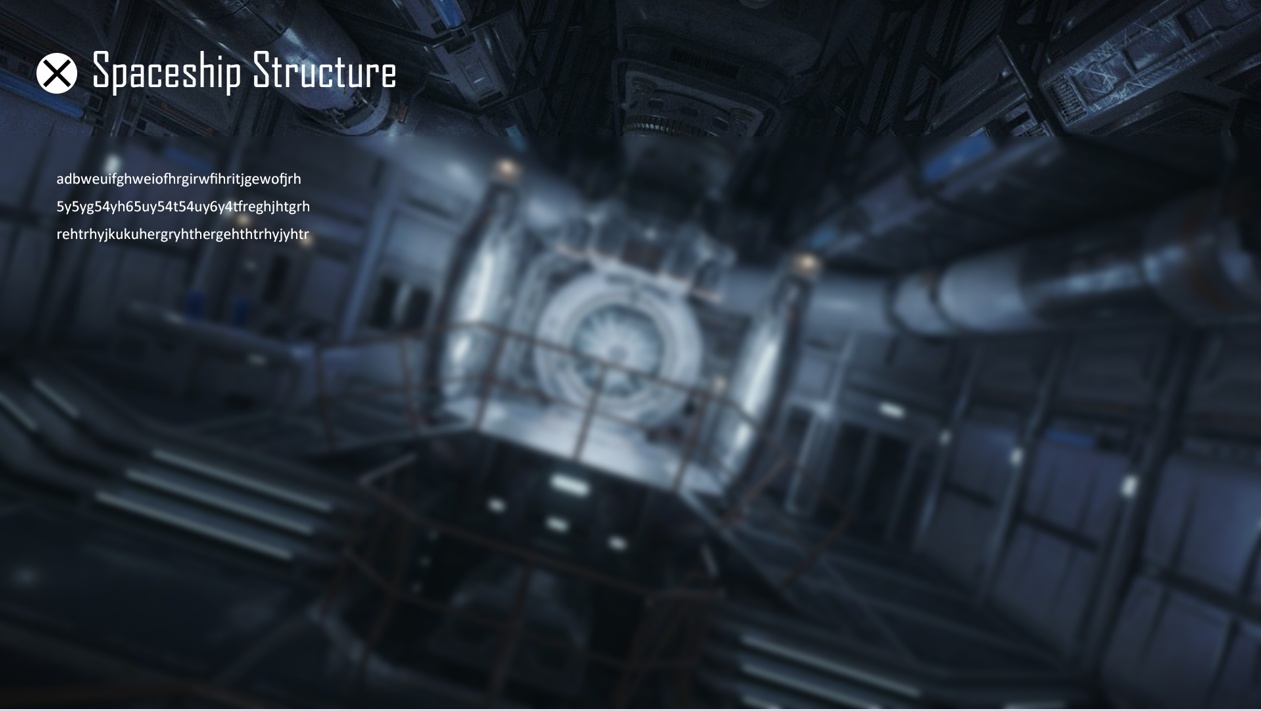 Spaceship Structure
adbweuifghweiofhrgirwfihritjgewofjrh
5y5yg54yh65uy54t54uy6y4tfreghjhtgrh
rehtrhyjkukuhergryhthergehthtrhyjyhtr